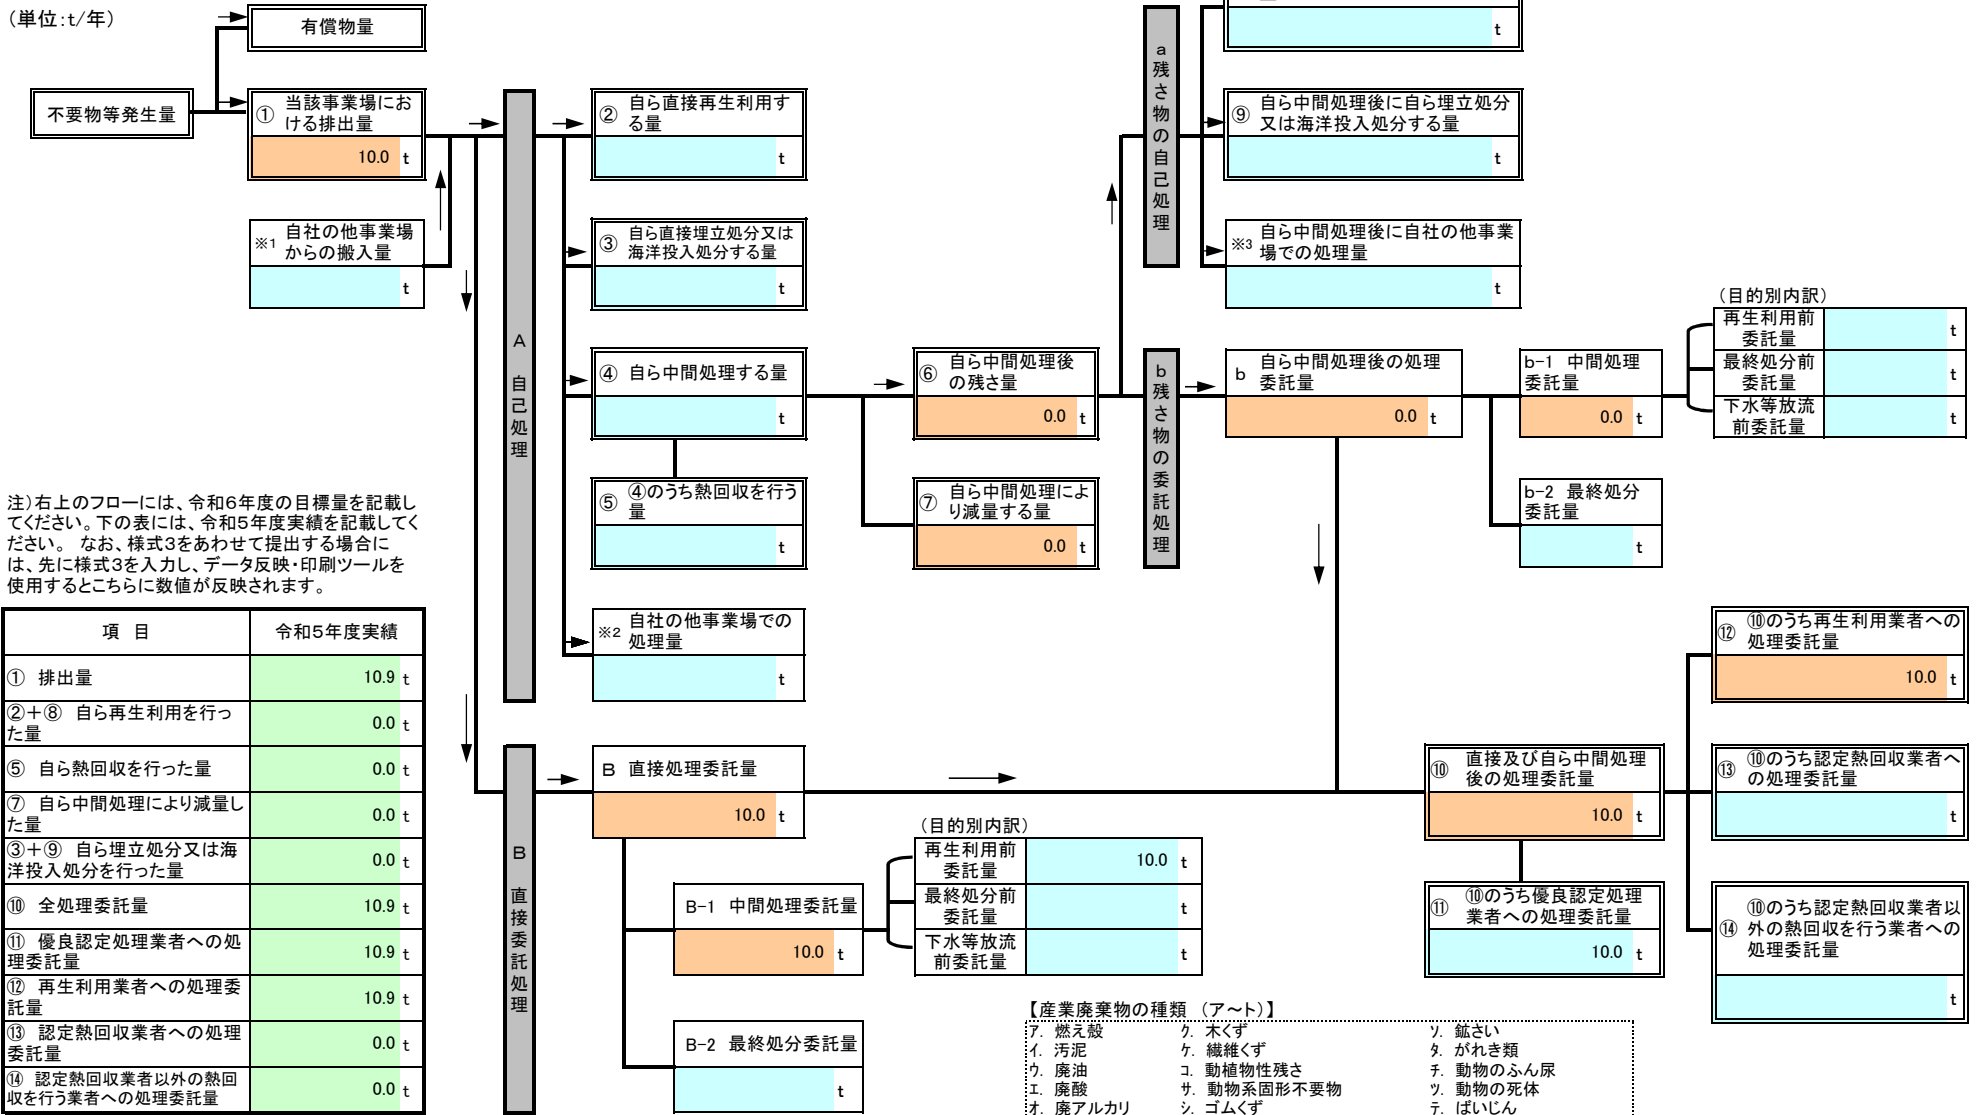 （単位：t/年）
有償物量
不要物等発生量
① 当該事業場における排出量
10.0 t
※1 自社の他事業場からの搬入量
t
A 自己処理
② 自ら直接再生利用する量
t
③ 自ら直接埋立処分又は海洋投入処分する量
t
④ 自ら中間処理する量
t
⑤ ④のうち熱回収を行う量
t
※2 自社の他事業場での処理量
t
⑥ 自ら中間処理後の残さ量
0.0 t
⑦ 自ら中間処理により減量する量
0.0 t
a 残さ物の自己処理
t
⑨ 自ら中間処理後に自ら埋立処分又は海洋投入処分する量
t
※3 自ら中間処理後に自社の他事業場での処理量
t
b 残さ物の委託処理
b 自ら中間処理後の処理委託量
0.0 t
b-1 中間処理委託量
0.0 t
b-2 最終処分委託量
t
（目的別内訳）
再生利用前委託量 t
最終処分前委託量 t
下水等放流前委託量 t
注）右上のフローには、令和6年度の目標量を記載し
てください。下の表には、令和5年度実績を記載してく
ださい。 なお、様式3をあわせて提出する場合に
は、先に様式3を入力し、データ反映・印刷ツールを
使用するとこちらに数値が反映されます。
項 目 令和5年度実績
① 排出量 10.9 t
②＋⑧ 自ら再生利用を行った量 0.0 t
⑤ 自ら熱回収を行った量 0.0 t
⑦ 自ら中間処理により減量した量 0.0 t
③＋⑨ 自ら埋立処分又は海洋投入処分を行った量 0.0 t
⑩ 全処理委託量 10.9 t
⑪ 優良認定処理業者への処理委託量 10.9 t
⑫ 再生利用業者への処理委託量 10.9 t
⑬ 認定熱回収業者への処理委託量 0.0 t
⑭ 認定熱回収業者以外の熱回収を行う業者への処理委託量 0.0 t
B 直接委託処理
B 直接処理委託量
10.0 t
B-1 中間処理委託量
10.0 t
B-2 最終処分委託量
t
（目的別内訳）
再生利用前委託量 10.0 t
最終処分前委託量 t
下水等放流前委託量 t
⑩ 直接及び自ら中間処理後の処理委託量
10.0 t
⑪ ⑩のうち優良認定処理業者への処理委託量
10.0 t
⑫ ⑩のうち再生利用業者への処理委託量
10.0 t
⑬ ⑩のうち認定熱回収業者への処理委託量
t
⑭ ⑩のうち認定熱回収業者以外の熱回収を行う業者への処理委託量
t
【産業廃棄物の種類 （ア～ト）】
ア. 燃え殻 ク. 木くず ソ. 鉱さい
イ. 汚泥 ケ. 繊維くず タ. がれき類
ウ. 廃油 コ. 動植物性残さ チ. 動物のふん尿
エ. 廃酸 サ. 動物系固形不要物 ツ. 動物の死体
オ. 廃アルカリ シ. ゴムくず テ. ばいじん